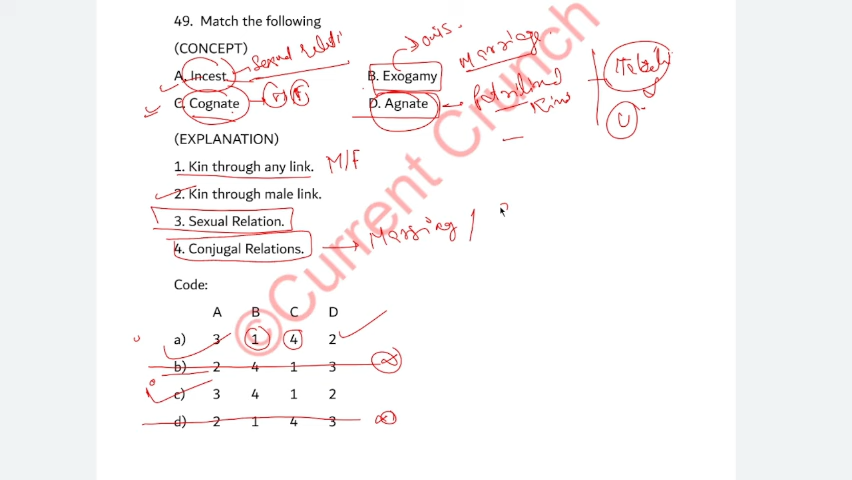 49. Match the following
(CONCEPT)
A. Incest
B. Exogamy
Marriage
C. Cognate
D. Agnate
(EXPLANATION)
1. Kin through any link. M/F
2. Kin through male link.
3. Sexual Relation.
4. Conjugal Relations.
Code:
A B C D
a) 3 1 4 2
b) 2 4 1 3
c) 3 4 1 2
d) 2 1 4 3
©Current Crunch